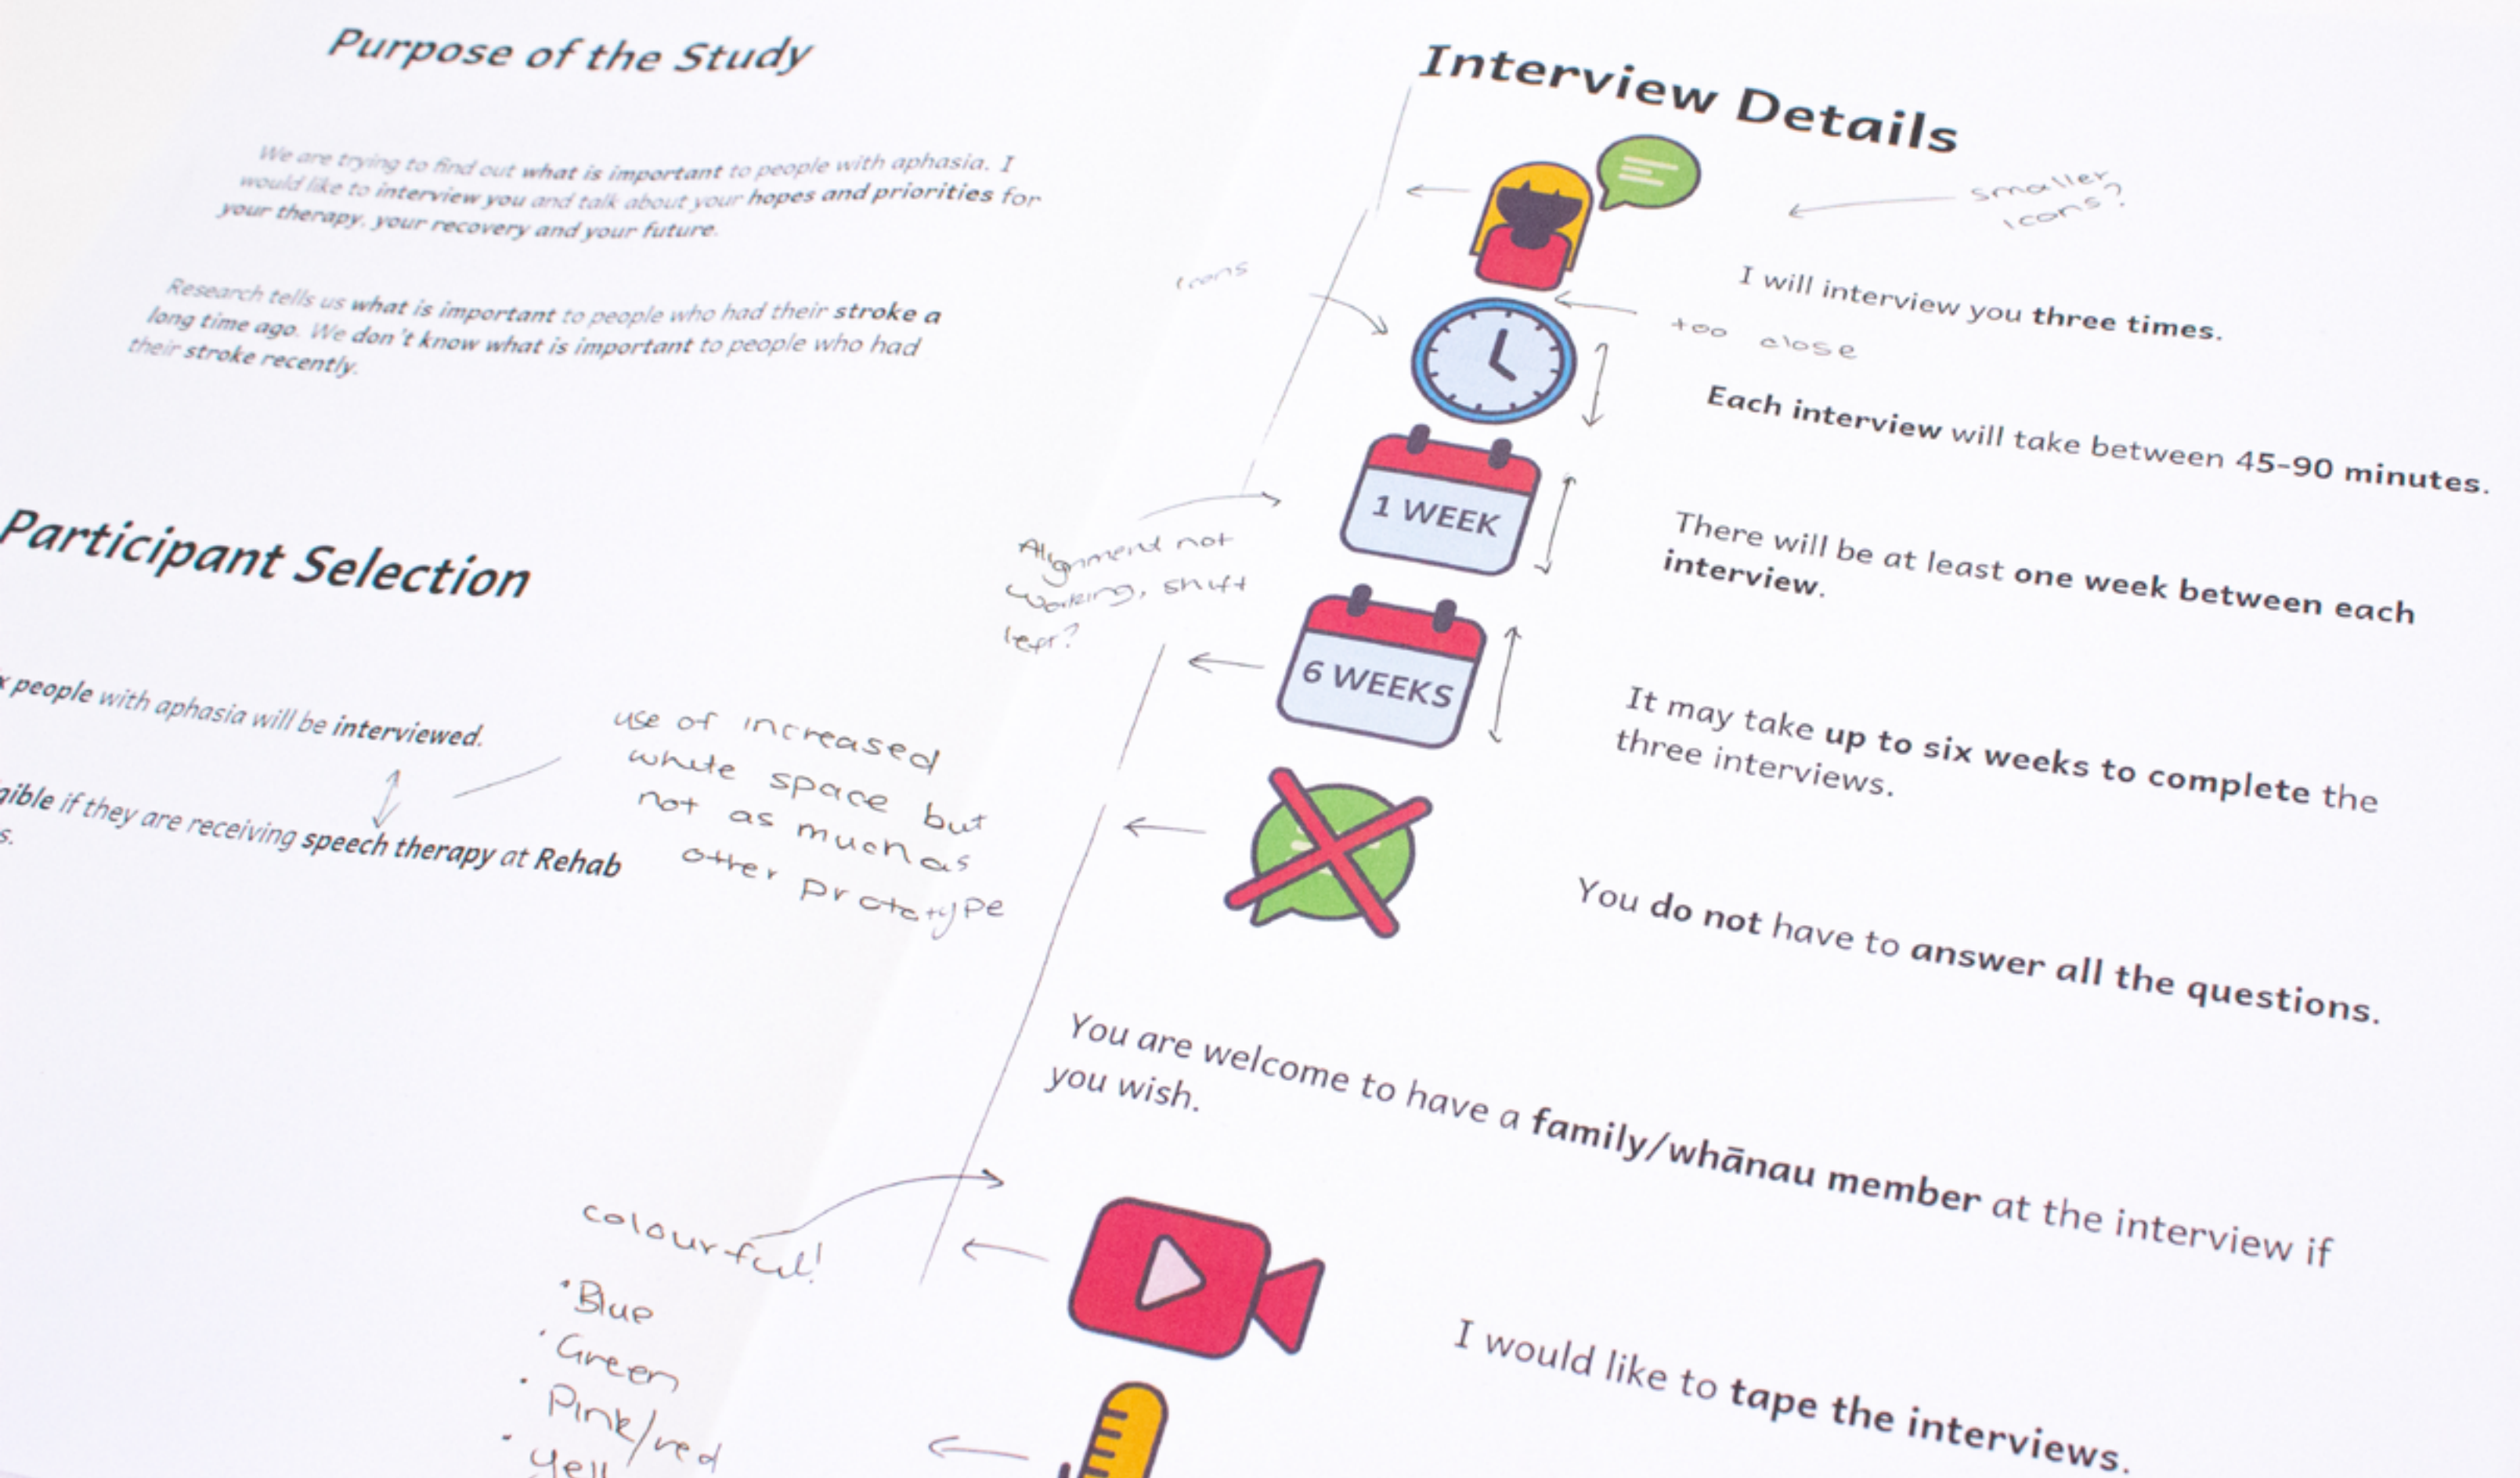 Purpose of the Study
We are trying to find out what is important to people with aphasia. I
would like to interview you and talk about your hopes and priorities for
your therapy, your recovery and your future.
Research tells us what is important to people who had their stroke a
long time ago. We don't know what is important to people who had
their stroke recently.
Participant Selection
people with aphasia will be interviewed.
if they are receiving speech therapy at Rehab
s.
use of increased
white space but
not as much as
other prototype
colourful!
• Blue
• Green
• Pink/red
• Yell
Interview Details
smaller
icons?
icons
I will interview you three times.
too close
Each interview will take between 45-90 minutes.
1 WEEK
There will be at least one week between each
interview.
Alignment not
working, shift
left?
6 WEEKS
It may take up to six weeks to complete the
three interviews.
You do not have to answer all the questions.
You are welcome to have a family/whānau member at the interview if
you wish.
I would like to tape the interviews.